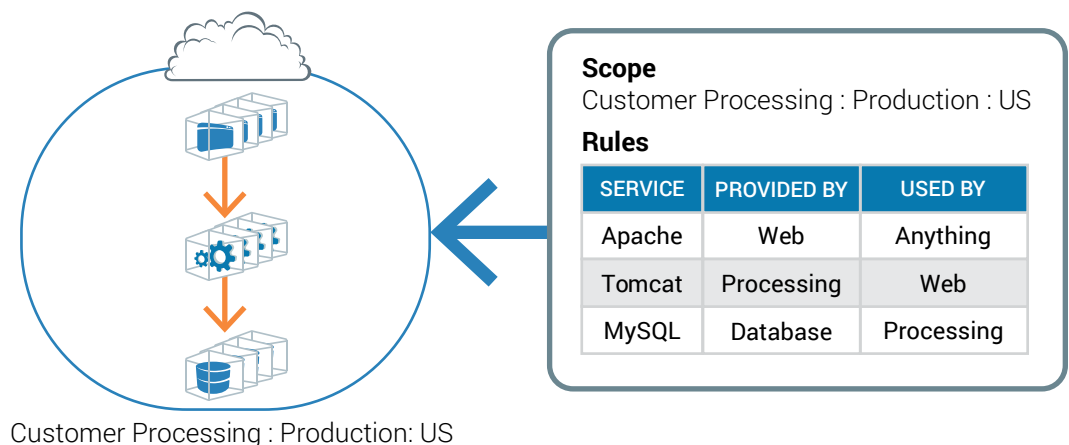 Scope
Customer Processing : Production : US
Rules
SERVICE PROVIDED BY USED BY
Apache Web Anything
Tomcat Processing Web
MySQL Database Processing
Customer Processing : Production: US